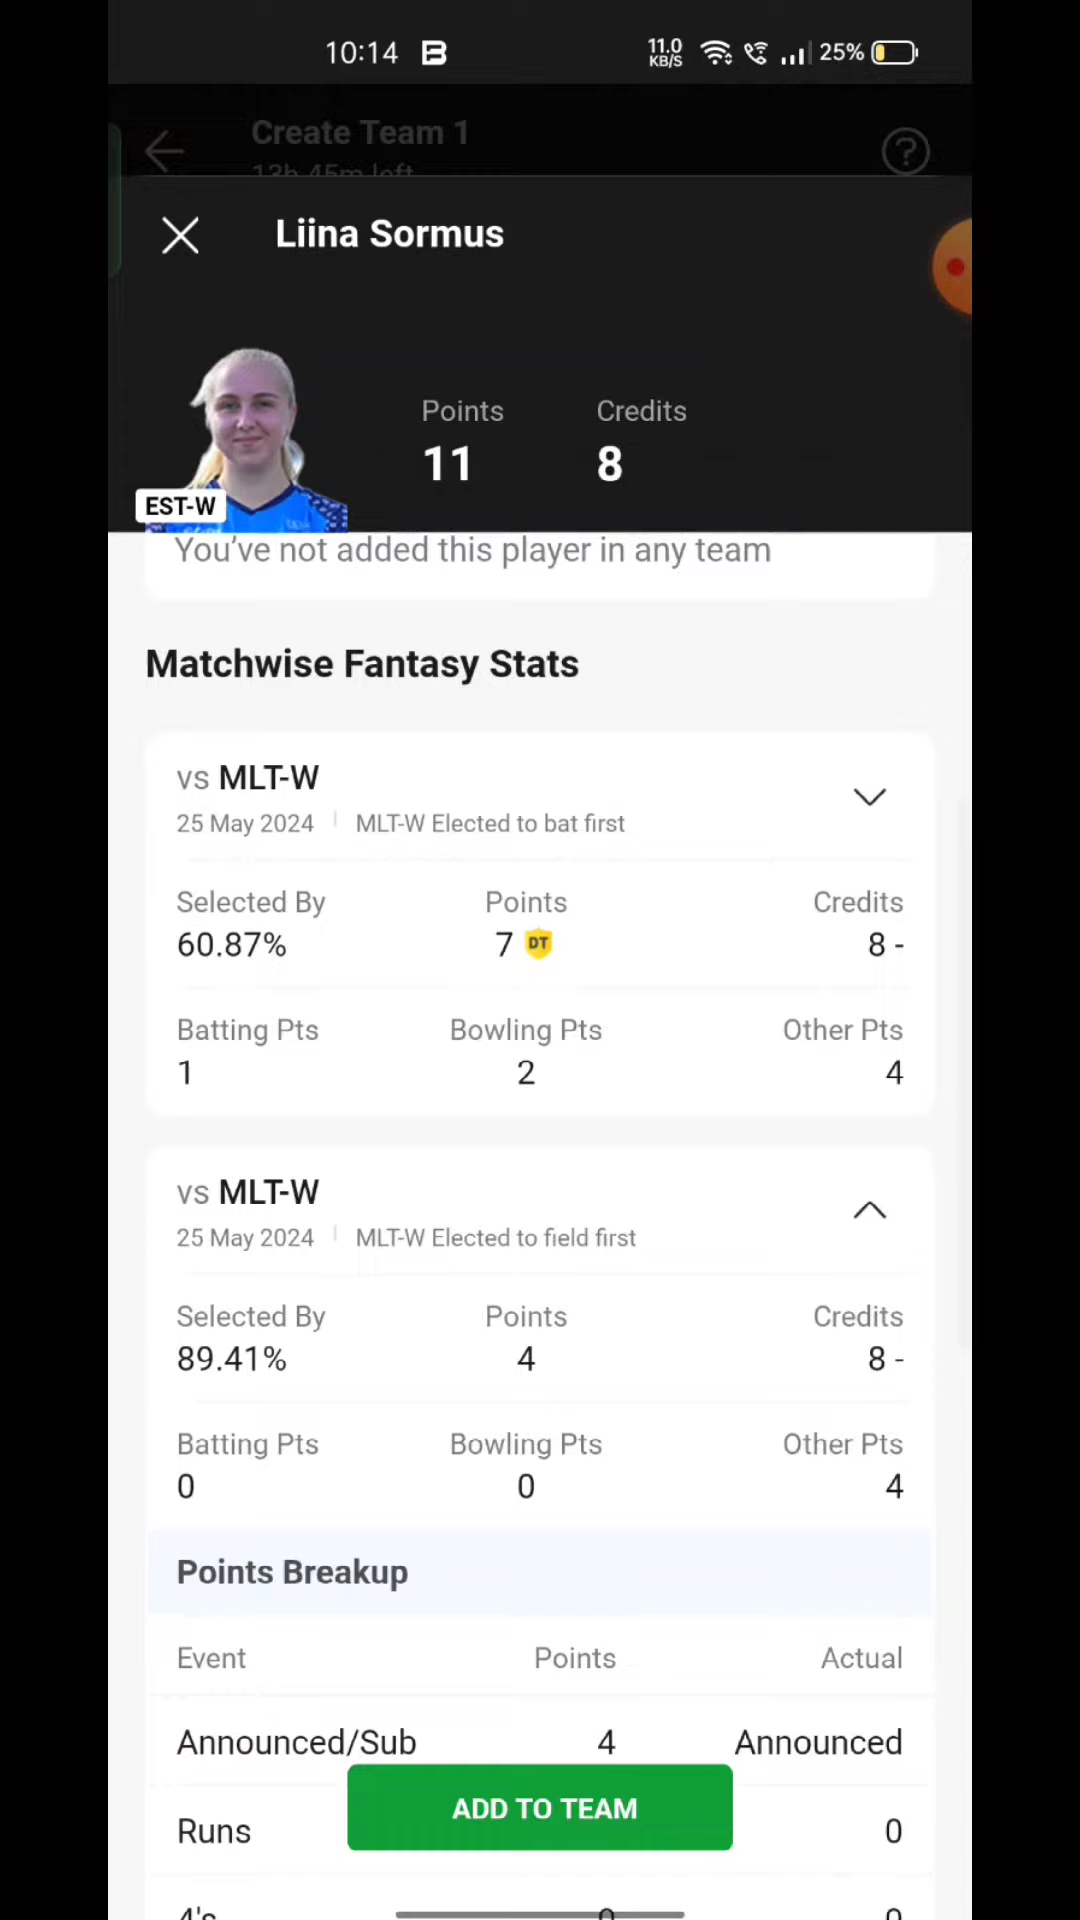 10:14 11.0 KB/S 25%
Create Team 1
13h 45m left
Liina Sormus
Points Credits
11 8
EST-W
You've not added this player in any team
Matchwise Fantasy Stats
vs MLT-W
25 May 2024 MLT-W Elected to bat first
Selected By Points Credits
60.87% 7 DT 8 -
Batting Pts Bowling Pts Other Pts
1 2 4
vs MLT-W
25 May 2024 MLT-W Elected to field first
Selected By Points Credits
89.41% 4 8 -
Batting Pts Bowling Pts Other Pts
0 0 4
Points Breakup
Event Points Actual
Announced/Sub 4 Announced
ADD TO TEAM
Runs 0
4's 0 0